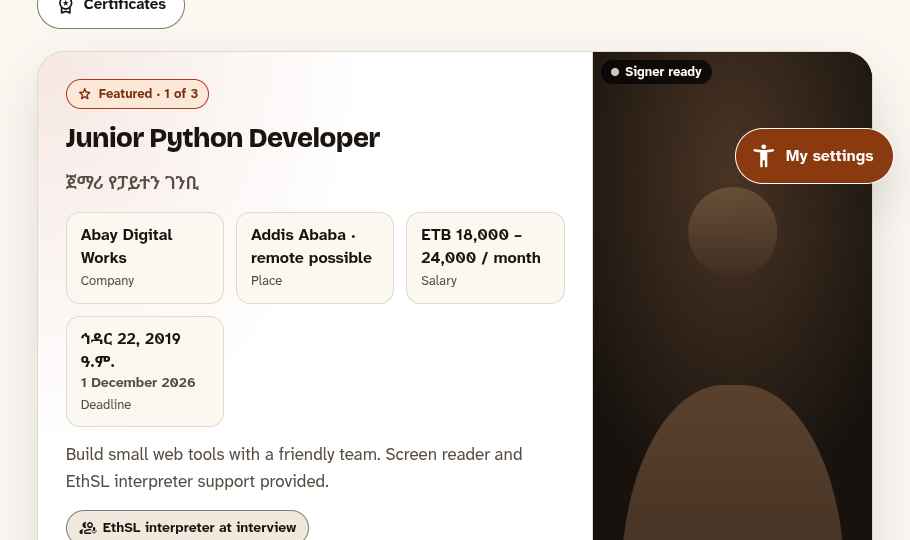 Certificates
Featured · 1 of 3
Signer ready
Junior Python Developer
My settings
ጀማሪ የፓይተን ገንቢ
Abay Digital
Works
Company
Addis Ababa ·
remote possible
Place
ETB 18,000 –
24,000 / month
Salary
ኅዳር 22, 2019
ዓ.ም.
1 December 2026
Deadline
Build small web tools with a friendly team. Screen reader and
EthSL interpreter support provided.
EthSL interpreter at interview